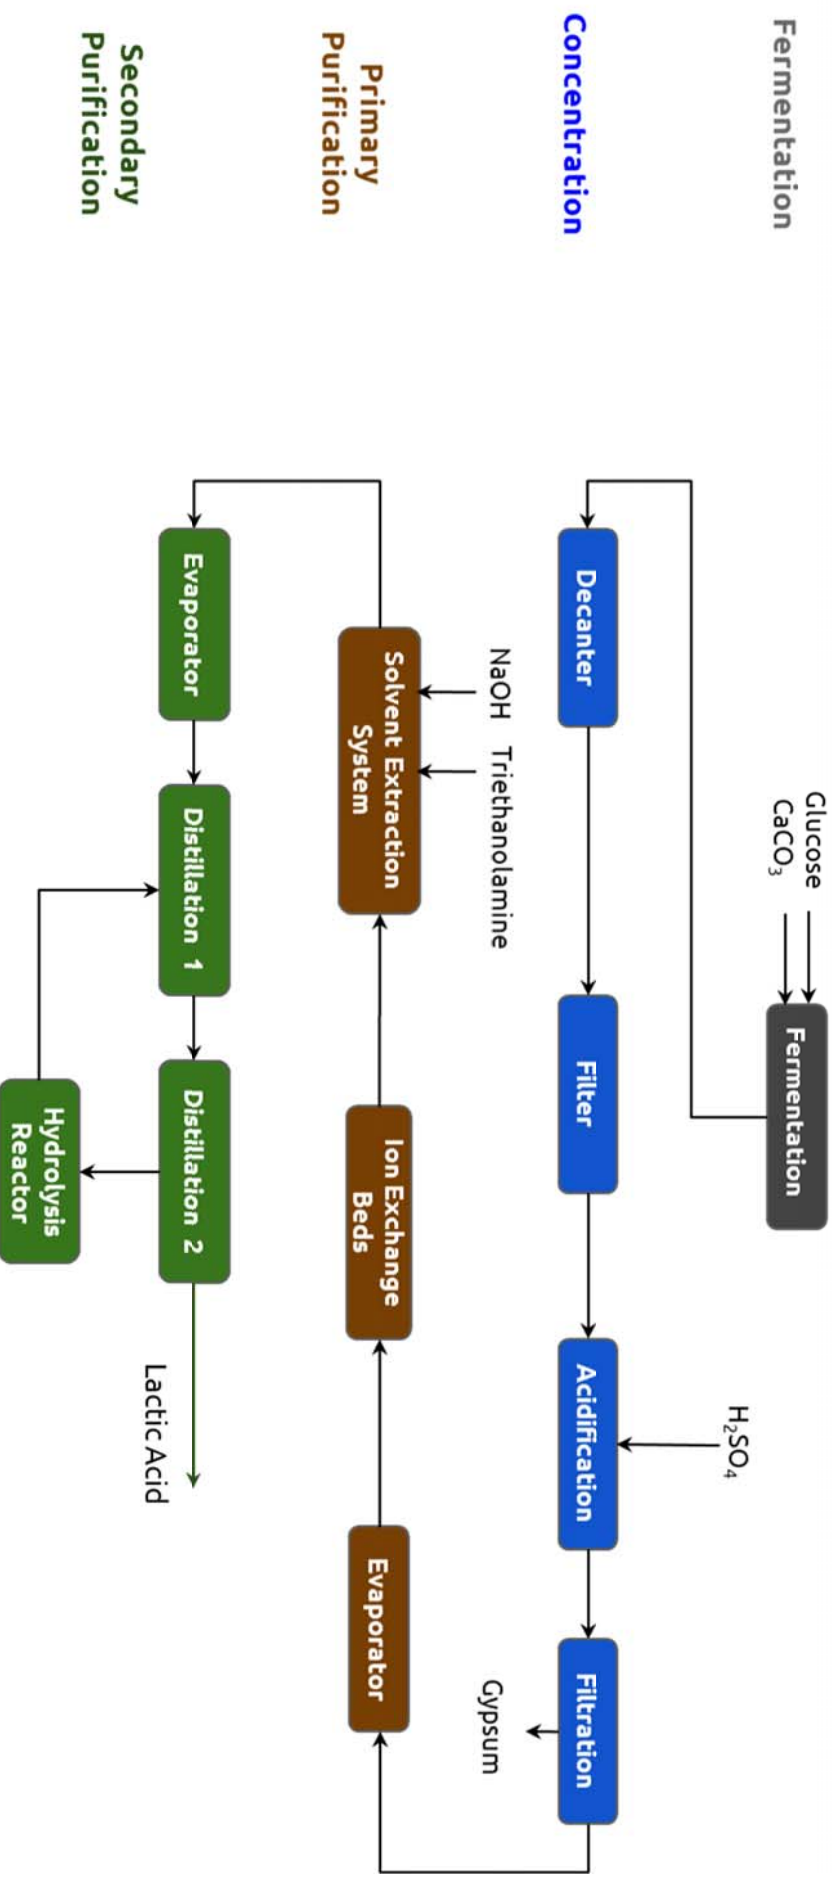 Fermentation
Glucose
CaCO₃
Fermentation
Concentration
H₂SO₄
Decanter
Filter
Acidification
Filtration
Gypsum
Primary
Purification
NaOH
Triethanolamine
Solvent Extraction
System
Ion Exchange
Beds
Evaporator
Secondary
Purification
Evaporator
Distillation 1
Distillation 2
Lactic Acid
Hydrolysis
Reactor